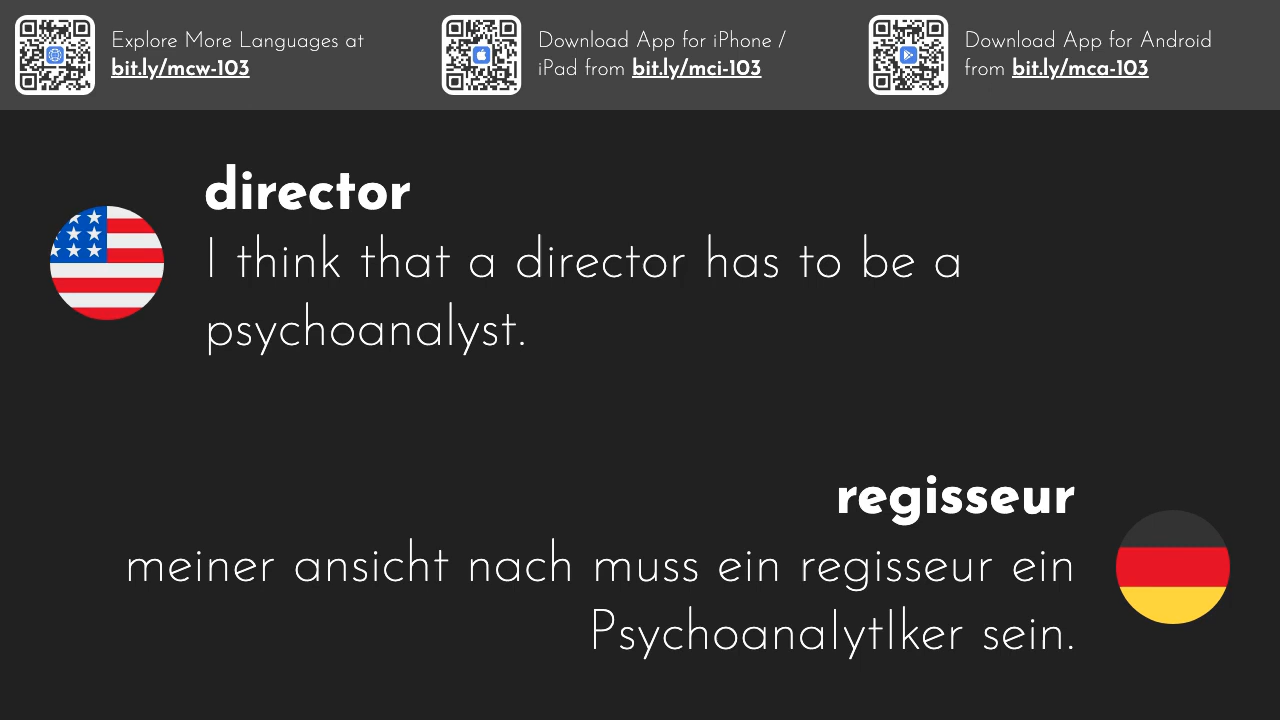 Explore More Languages at
bit.ly/mcw-103
Download App for iPhone /
iPad from bit.ly/mci-103
Download App for Android
from bit.ly/mca-103
director
I think that a director has to be a
psychoanalyst.
regisseur
meiner ansicht nach muss ein regisseur ein
PsychoanalytIker sein.